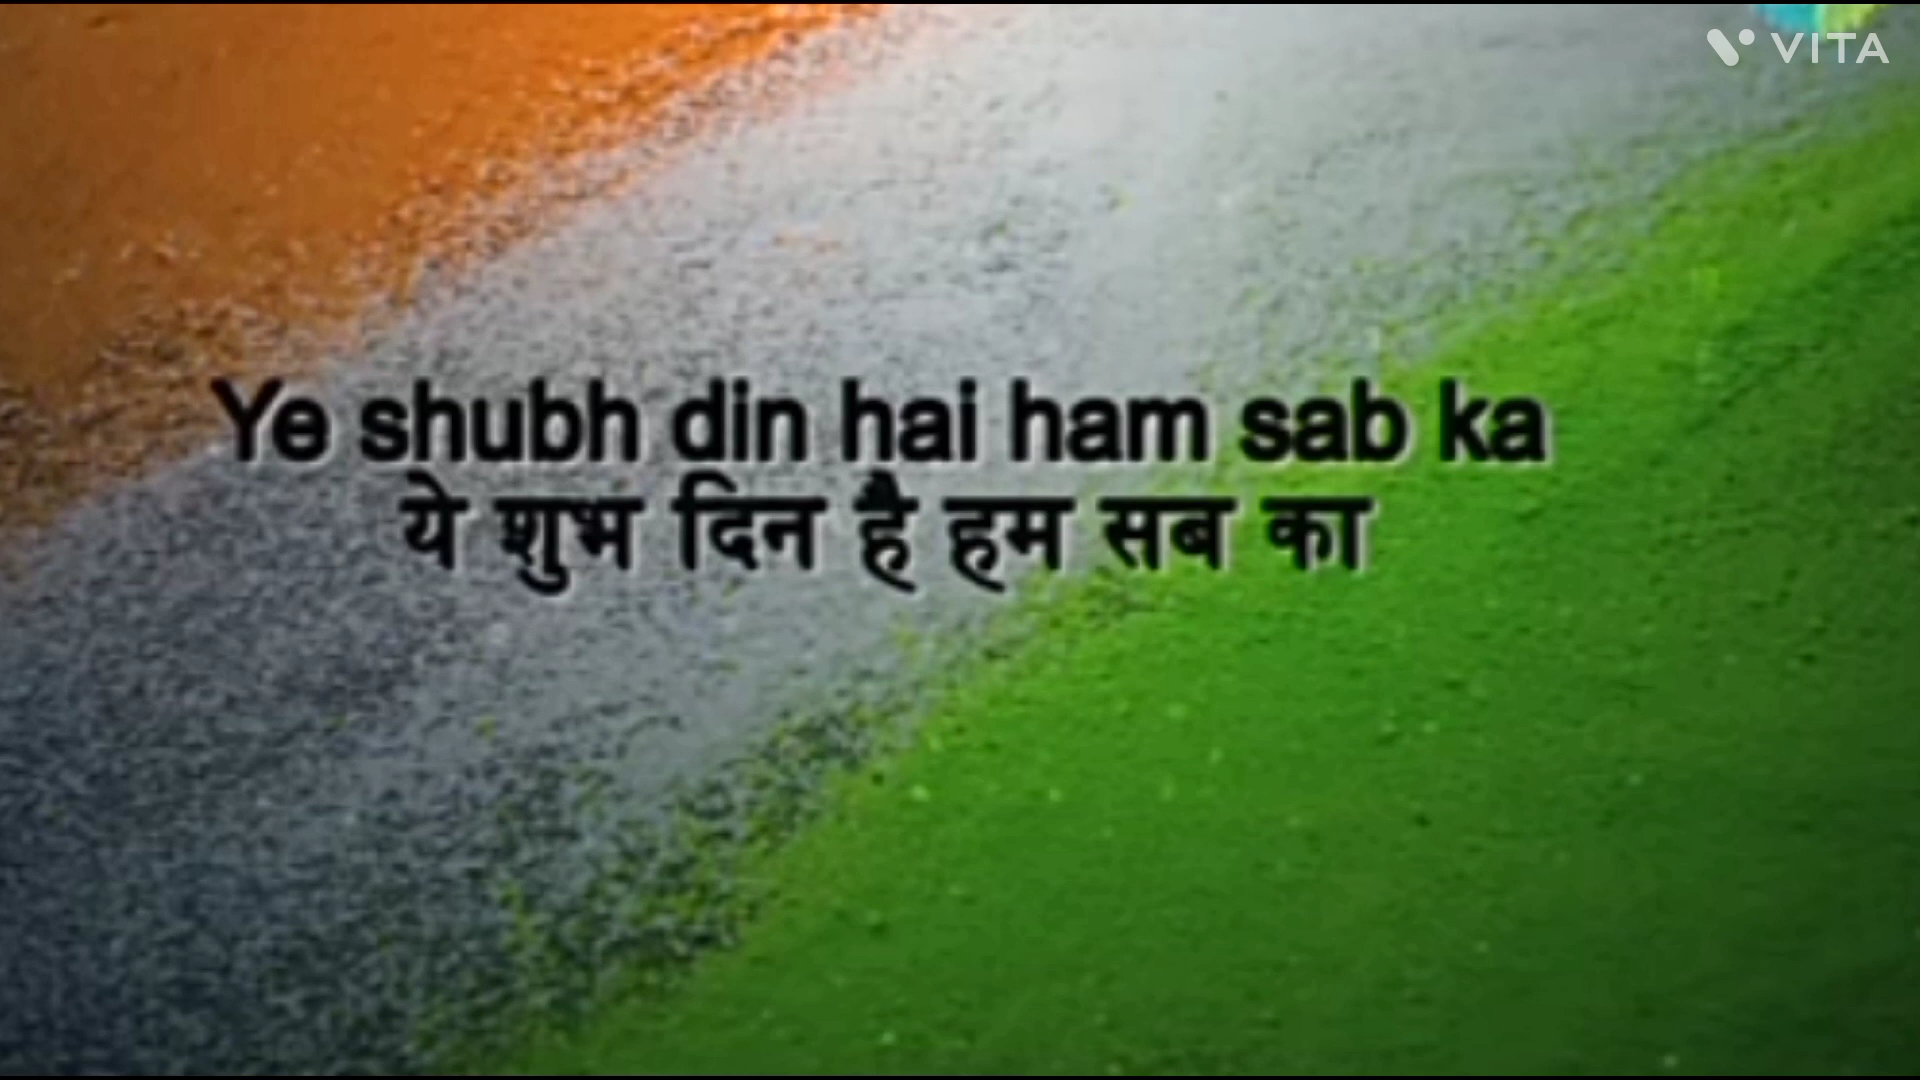 VITA
Ye shubh din hai ham sab ka
ये शुभ दिन है हम सब का